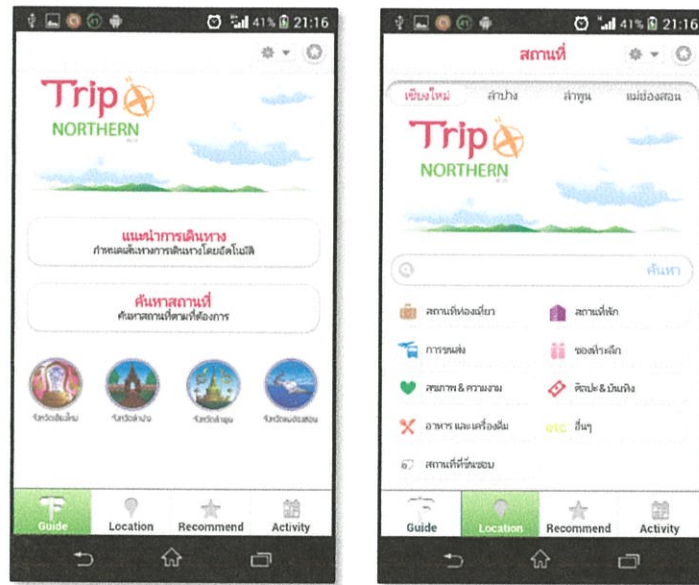 41% 21:16
Trip
NORTHERN
แนะนำการเดินทาง
กำหนดเส้นทางการเดินทางโดยอัตโนมัติ
ค้นหาสถานที่
ค้นหาสถานที่ตามที่ต้องการ
จังหวัดเชียงใหม่ จังหวัดลำปาง จังหวัดลำพูน จังหวัดแม่ฮ่องสอน
Guide Location Recommend Activity
41% 21:16
สถานที่
เชียงใหม่ ลำปาง ลำพูน แม่ฮ่องสอน
Trip
NORTHERN
ค้นหา
สถานที่ท่องเที่ยว สถานที่พัก
การขนส่ง ของที่ระลึก
สุขภาพ & ความงาม ศิลปะ & บันเทิง
อาหาร และเครื่องดื่ม etc. อื่นๆ
สถานที่ที่ชื่นชอบ
Guide Location Recommend Activity